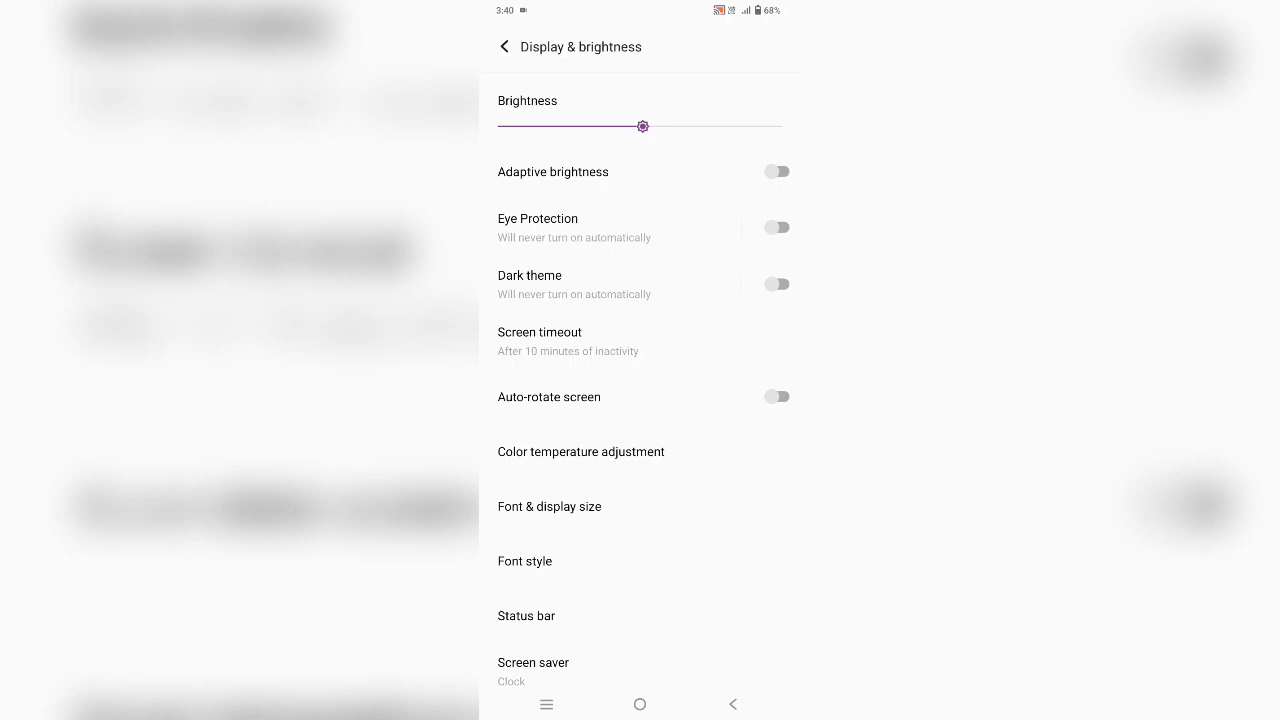 3:40 68%
Display & brightness
Brightness
Adaptive brightness
Eye Protection
Will never turn on automatically
Dark theme
Will never turn on automatically
Screen timeout
After 10 minutes of inactivity
Auto-rotate screen
Color temperature adjustment
Font & display size
Font style
Status bar
Screen saver
Clock